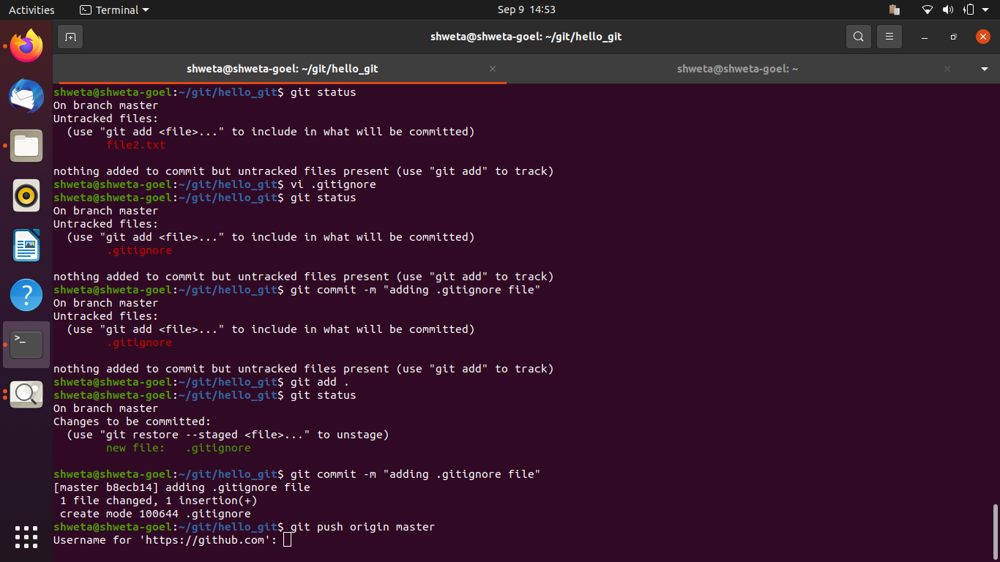 Activities Terminal Sep 9 14:53
shweta@shweta-goel: ~/git/hello_git
shweta@shweta-goel: ~/git/hello_git shweta@shweta-goel: ~
shweta@shweta-goel:~/git/hello_git$ git status
On branch master
Untracked files:
  (use "git add <file>..." to include in what will be committed)
        file2.txt
nothing added to commit but untracked files present (use "git add" to track)
shweta@shweta-goel:~/git/hello_git$ vi .gitignore
shweta@shweta-goel:~/git/hello_git$ git status
On branch master
Untracked files:
  (use "git add <file>..." to include in what will be committed)
        .gitignore
nothing added to commit but untracked files present (use "git add" to track)
shweta@shweta-goel:~/git/hello_git$ git commit -m "adding .gitignore file"
On branch master
Untracked files:
  (use "git add <file>..." to include in what will be committed)
        .gitignore
nothing added to commit but untracked files present (use "git add" to track)
shweta@shweta-goel:~/git/hello_git$ git add .
shweta@shweta-goel:~/git/hello_git$ git status
On branch master
Changes to be committed:
  (use "git restore --staged <file>..." to unstage)
        new file:   .gitignore
shweta@shweta-goel:~/git/hello_git$ git commit -m "adding .gitignore file"
[master b8ecb14] adding .gitignore file
 1 file changed, 1 insertion(+)
 create mode 100644 .gitignore
shweta@shweta-goel:~/git/hello_git$ git push origin master
Username for 'https://github.com':